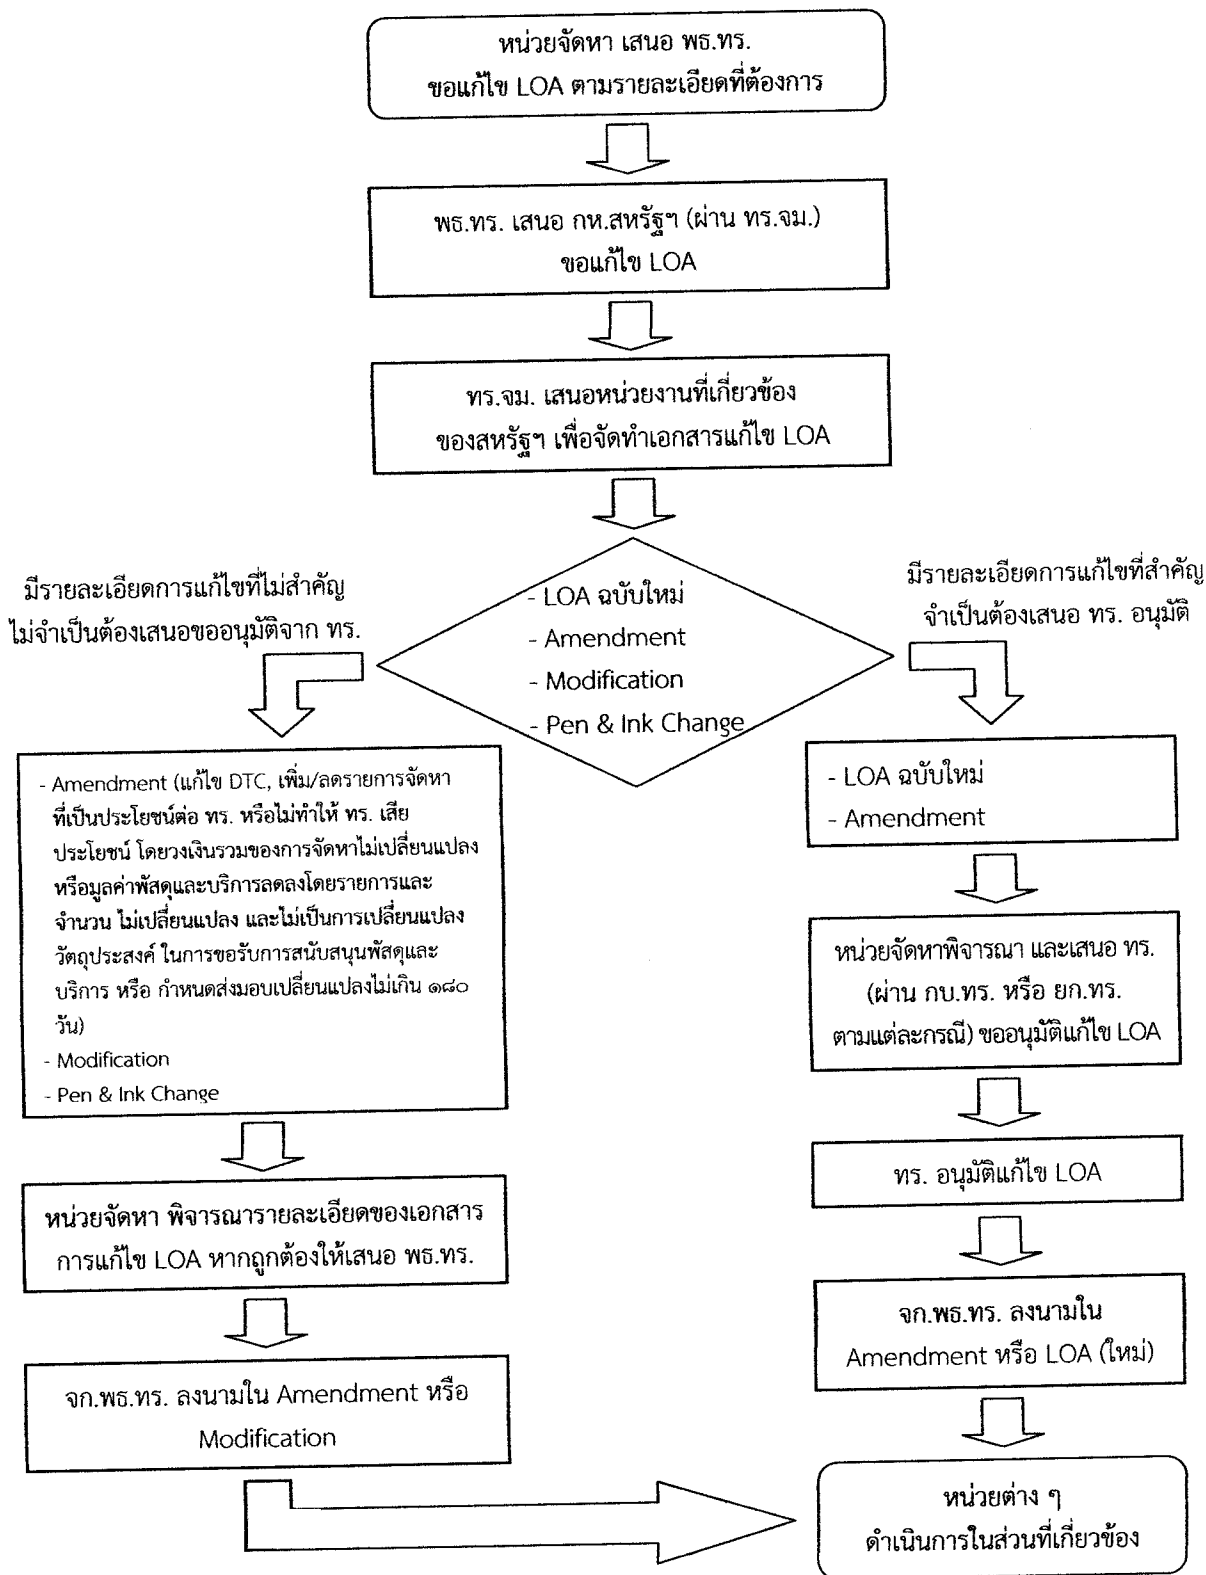 หน่วยจัดหา เสนอ พธ.ทร.
ขอแก้ไข LOA ตามรายละเอียดที่ต้องการ
พธ.ทร. เสนอ กห.สหรัฐฯ (ผ่าน ทร.จม.)
ขอแก้ไข LOA
ทร.จม. เสนอหน่วยงานที่เกี่ยวข้อง
ของสหรัฐฯ เพื่อจัดทำเอกสารแก้ไข LOA
มีรายละเอียดการแก้ไขที่ไม่สำคัญ
ไม่จำเป็นต้องเสนอขออนุมัติจาก ทร.
- LOA ฉบับใหม่
- Amendment
- Modification
- Pen & Ink Change
มีรายละเอียดการแก้ไขที่สำคัญ
จำเป็นต้องเสนอ ทร. อนุมัติ
- Amendment (แก้ไข DTC, เพิ่ม/ลดรายการจัดหา
ที่เป็นประโยชน์ต่อ ทร. หรือไม่ทำให้ ทร. เสีย
ประโยชน์ โดยวงเงินรวมของการจัดหาไม่เปลี่ยนแปลง
หรือมูลค่าพัสดุและบริการลดลงโดยรายการและ
จำนวน ไม่เปลี่ยนแปลง และไม่เป็นการเปลี่ยนแปลง
วัตถุประสงค์ ในการขอรับการสนับสนุนพัสดุและ
บริการ หรือ กำหนดส่งมอบเปลี่ยนแปลงไม่เกิน ๑๘๐
วัน)
- Modification
- Pen & Ink Change
หน่วยจัดหา พิจารณารายละเอียดของเอกสาร
การแก้ไข LOA หากถูกต้องให้เสนอ พธ.ทร.
จก.พธ.ทร. ลงนามใน Amendment หรือ
Modification
- LOA ฉบับใหม่
- Amendment
หน่วยจัดหาพิจารณา และเสนอ ทร.
(ผ่าน กบ.ทร. หรือ ยก.ทร.
ตามแต่ละกรณี) ขออนุมัติแก้ไข LOA
ทร. อนุมัติแก้ไข LOA
จก.พธ.ทร. ลงนามใน
Amendment หรือ LOA (ใหม่)
หน่วยต่าง ๆ
ดำเนินการในส่วนที่เกี่ยวข้อง